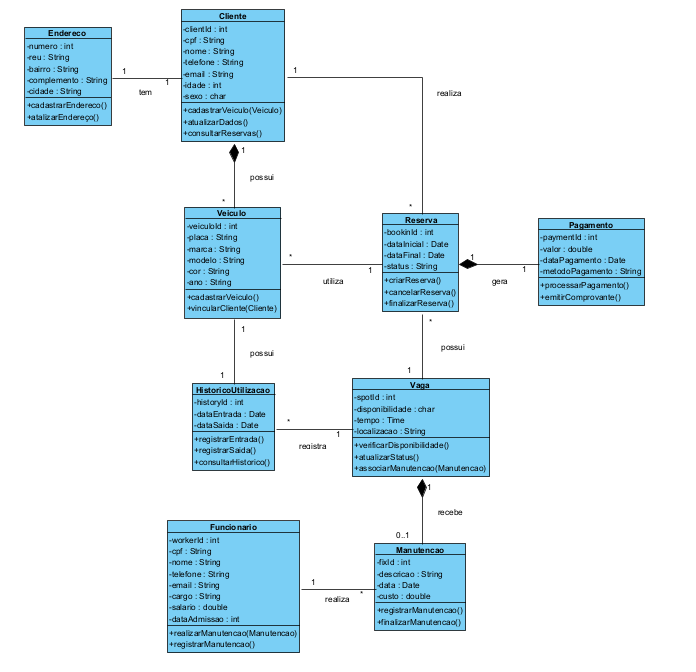 Cliente
-clientId : int
-cpf : String
-nome : String
-telefone : String
-email : String
-idade : int
-sexo : char
+cadastrarVeiculo(Veiculo)
+atualizarDados()
+consultarReservas()
Endereco
-numero : int
-reu : String
-bairro : String
-complemento : String
-cidade : String
+cadastrarEndereco()
+atalizarEndereço()
1
tem
1
1
realiza
*
1
possui
*
Veiculo
-veiculoId : int
-placa : String
-marca : String
-modelo : String
-cor : String
-ano : String
+cadastrarVeiculo()
+vincularCliente(Cliente)
*
utiliza
1
Reserva
-bookinId : int
-dataInicial : Date
-dataFinal : Date
-status : String
+criarReserva()
+cancelarReserva()
+finalizarReserva()
1
gera
1
Pagamento
-paymentId : int
-valor : double
-dataPagamento : Date
-metodoPagamento : String
+processarPagamento()
+emitirComprovante()
1
possui
1
*
possui
1
HistoricoUtilizacao
-historyId : int
-dataEntrada : Date
-dataSaida : Date
+registrarEntrada()
+registrarSaida()
+consultarHistorico()
*
registra
1
Vaga
-spotId : int
-disponibilidade : char
-tempo : Time
-localizacao : String
+verificarDisponibilidade()
+atualizarStatus()
+associarManutencao(Manutencao)
1
recebe
0..1
Funcionario
-workerId : int
-cpf : String
-nome : String
-telefone : String
-email : String
-cargo : String
-salario : double
-dataAdmissao : int
+realizarManutencao(Manutencao)
+registrarManutencao()
1
realiza
*
Manutencao
-fixId : int
-descricao : String
-data : Date
-custo : double
+registrarManutencao()
+finalizarManutencao()